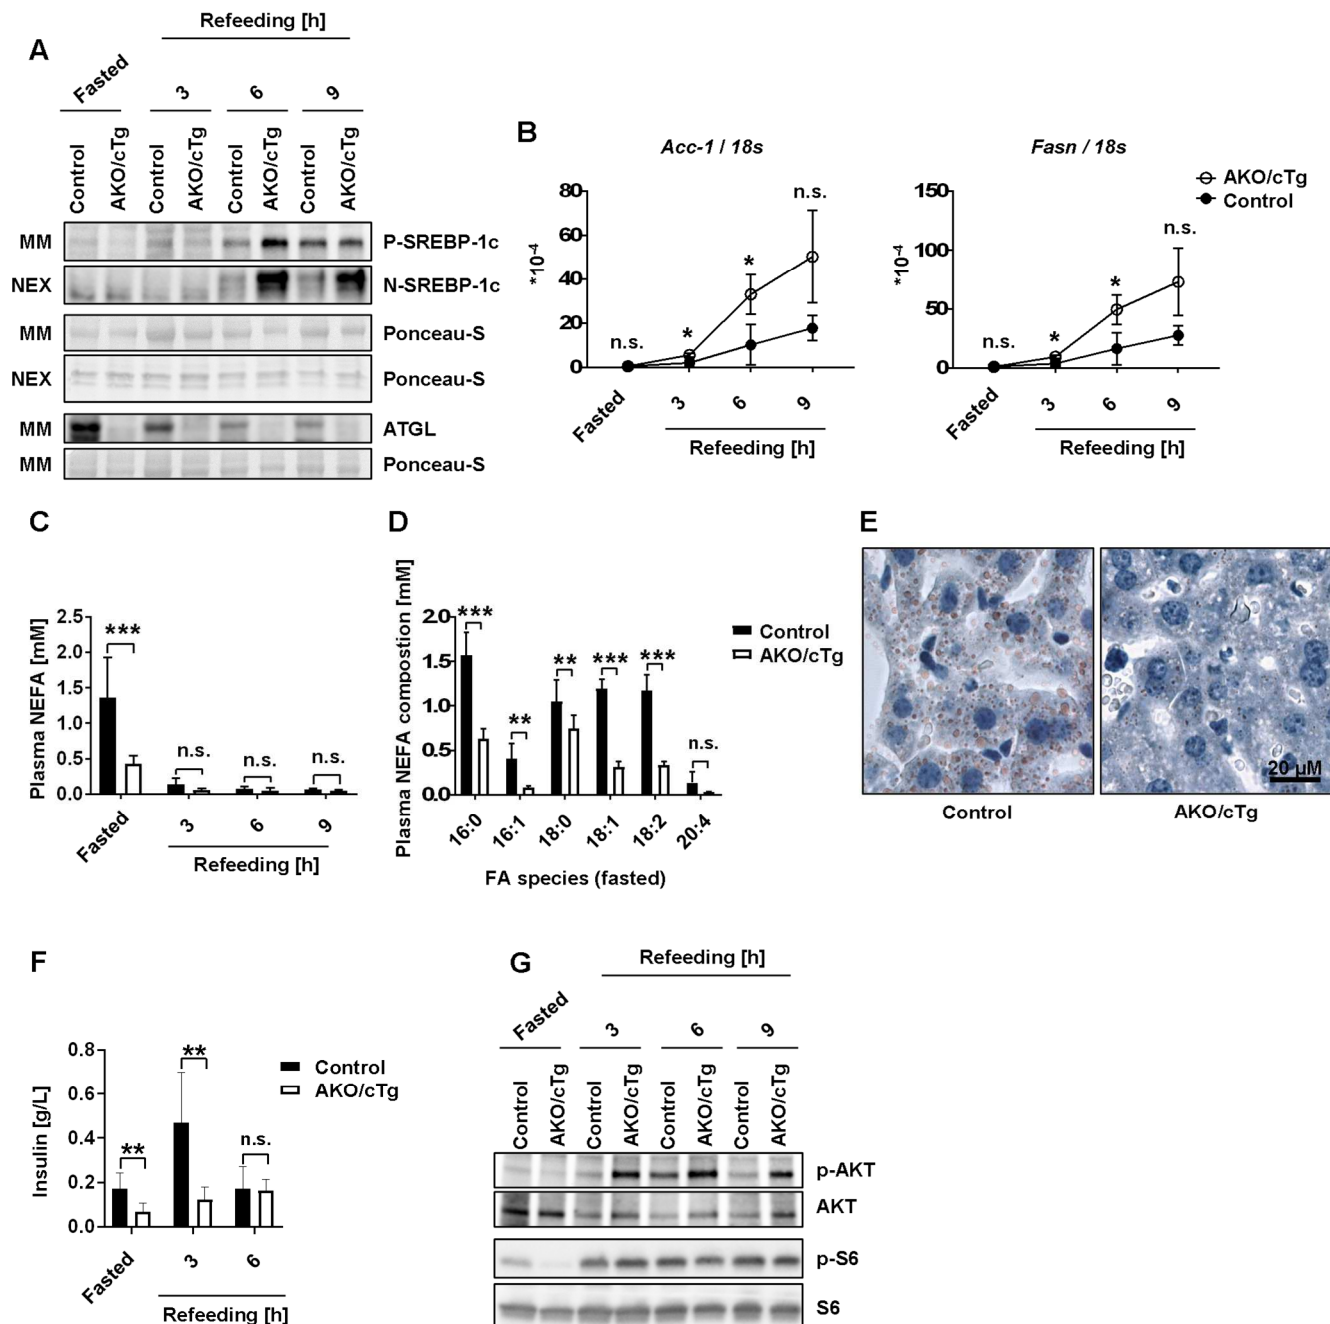 A
Refeeding [h]
Fasted
3
6
9
Control
AKO/cTg
Control
AKO/cTg
Control
AKO/cTg
Control
AKO/cTg
MM
P-SREBP-1c
NEX
N-SREBP-1c
MM
Ponceau-S
NEX
Ponceau-S
MM
ATGL
MM
Ponceau-S
B
Acc-1 / 18s
80
60
40
20
0
*10-4
n.s.
*
*
n.s.
Fasted
3
6
9
Refeeding [h]
Fasn / 18s
150
100
50
0
*10-4
n.s.
*
*
n.s.
Fasted
3
6
9
Refeeding [h]
AKO/cTg
Control
C
Plasma NEFA [mM]
2.5
2.0
1.5
1.0
0.5
0.0
***
n.s.
n.s.
n.s.
Fasted
3
6
9
Refeeding [h]
D
Plasma NEFA compostion [mM]
2.0
1.5
1.0
0.5
0.0
***
**
**
***
***
n.s.
16:0
16:1
18:0
18:1
18:2
20:4
FA species (fasted)
Control
AKO/cTg
E
20 µM
Control
AKO/cTg
F
Insulin [g/L]
0.8
0.6
0.4
0.2
0.0
**
**
n.s.
Fasted
3
6
Refeeding [h]
Control
AKO/cTg
G
Refeeding [h]
Fasted
3
6
9
Control
AKO/cTg
Control
AKO/cTg
Control
AKO/cTg
Control
AKO/cTg
p-AKT
AKT
p-S6
S6